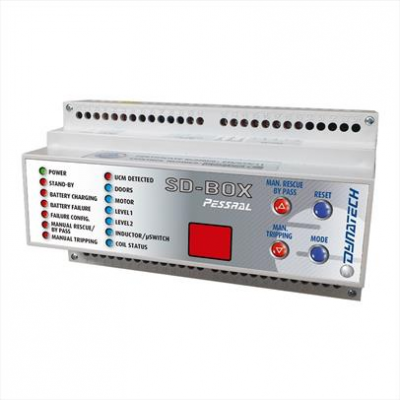 POWER
STAND-BY
BATTERY CHARGING
BATTERY FAILURE
FAILURE CONFIG.
MANUAL RESCUE/
BY PASS
MANUAL TRIPPING
UCM DETECTED
DOORS
MOTOR
LEVEL1
LEVEL2
INDUCTOR/µSWITCH
COIL STATUS
SD-BOX
PESSRAL
MAN. RESCUE
BY PASS
RESET
MAN.
TRIPPING
MODE
DYNATECH